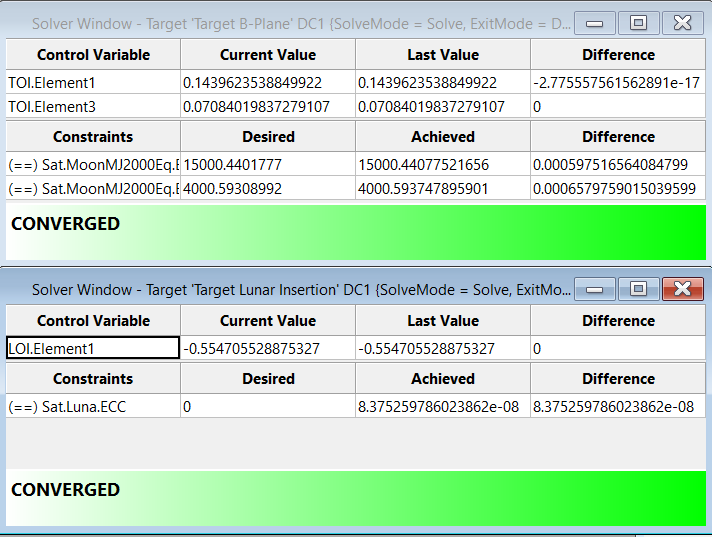 Solver Window - Target 'Target B-Plane' DC1 {SolveMode = Solve, ExitMode = D...
Control Variable Current Value Last Value Difference
TOI.Element1 0.1439623538849922 0.1439623538849922 -2.775557561562891e-17
TOI.Element3 0.07084019837279107 0.07084019837279107 0
Constraints Desired Achieved Difference
(==) Sat.MoonMJ2000Eq.B 15000.4401777 15000.44077521656 0.000597516564084799
(==) Sat.MoonMJ2000Eq.B 4000.59308992 4000.593747895901 0.0006579759015039599
CONVERGED
Solver Window - Target 'Target Lunar Insertion' DC1 {SolveMode = Solve, ExitMo...
Control Variable Current Value Last Value Difference
LOI.Element1 -0.554705528875327 -0.554705528875327 0
Constraints Desired Achieved Difference
(==) Sat.Luna.ECC 0 8.375259786023862e-08 8.375259786023862e-08
CONVERGED